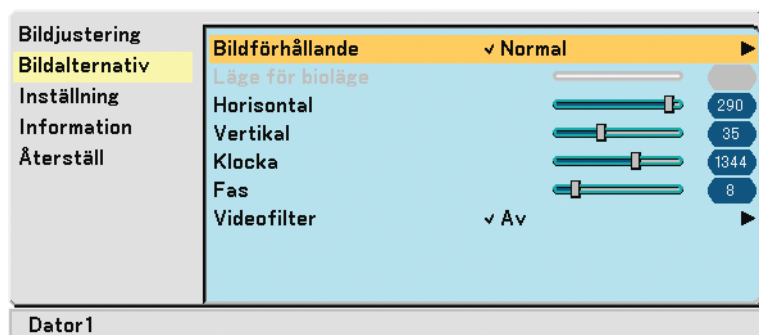 Bildjustering
Bildalternativ
Inställning
Information
Återställ
Bildförhållande ✓ Normal
Läge för bioläge
Horisontal 290
Vertikal 35
Klocka 1344
Fas 8
Videofilter ✓ Av
Dator1